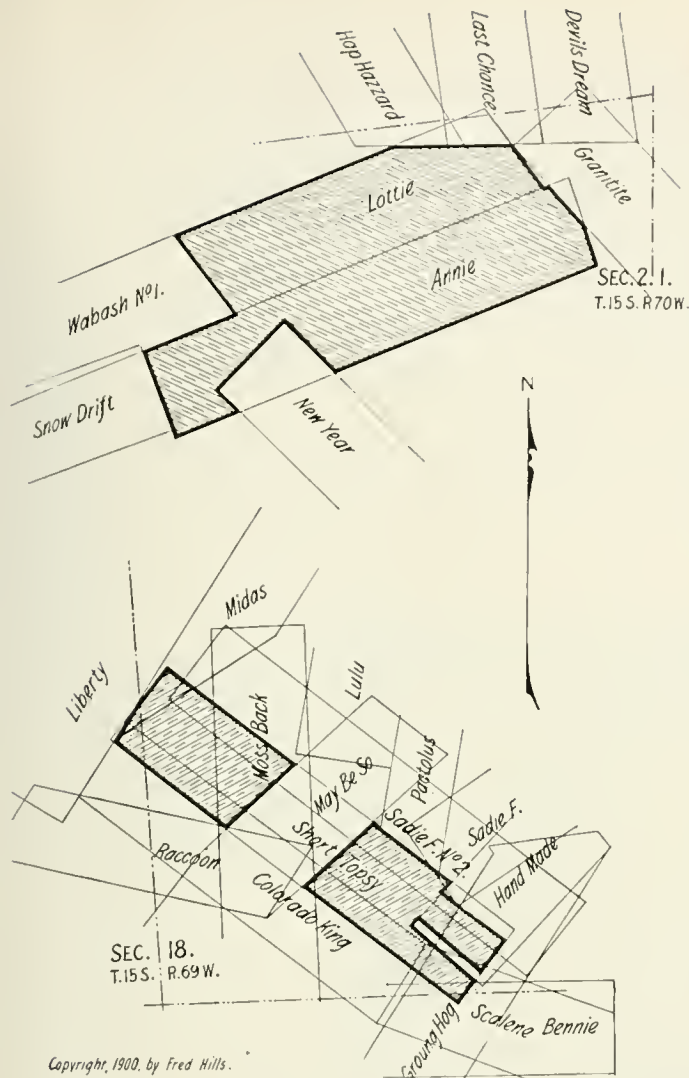 Hap Hazzard
Last Chance
Devils Dream
Granitite
Lottie
Annie
Wabash No1.
SEC. 2.1.
T.15 S. R70W.
Snow Drift
New Year
N
Midas
Liberty
Moss Back
Lulu
May Be So
Pactolus
Sadie F. No2.
Sadie F.
Hand Made
Raccoon
Short
Topsy
Colorado King
SEC. 18.
T.15 S. R.69 W.
Ground Hog
Scalene Bennie
Copyright, 1900, by Fred Hills.